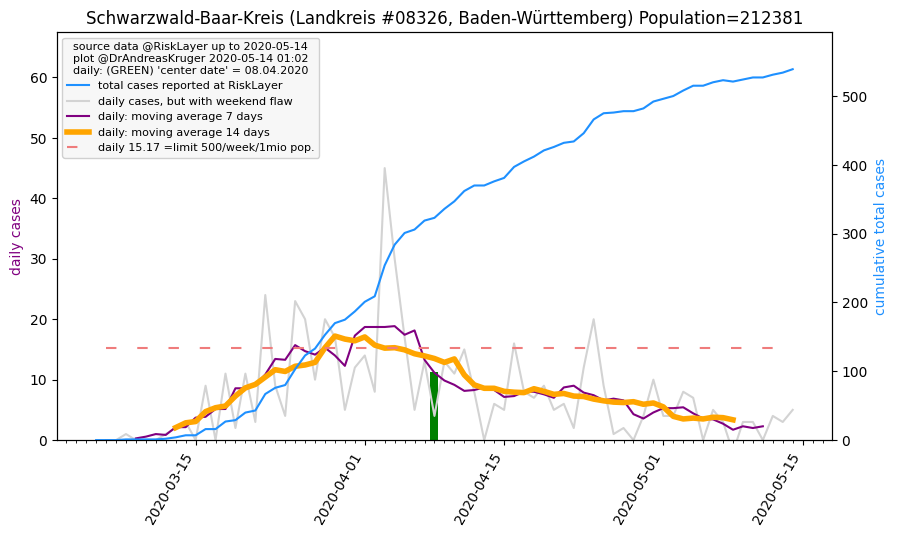 Schwarzwald-Baar-Kreis (Landkreis #08326, Baden-Württemberg) Population=212381
source data @RiskLayer up to 2020-05-14
plot @DrAndreasKruger 2020-05-14 01:02
daily: (GREEN) 'center date' = 08.04.2020
total cases reported at RiskLayer
daily cases, but with weekend flaw
daily: moving average 7 days
daily: moving average 14 days
daily 15.17 =limit 500/week/1mio pop.
daily cases
60
50
40
30
20
10
0
cumulative total cases
500
400
300
200
100
0
2020-03-15
2020-04-01
2020-04-15
2020-05-01
2020-05-15